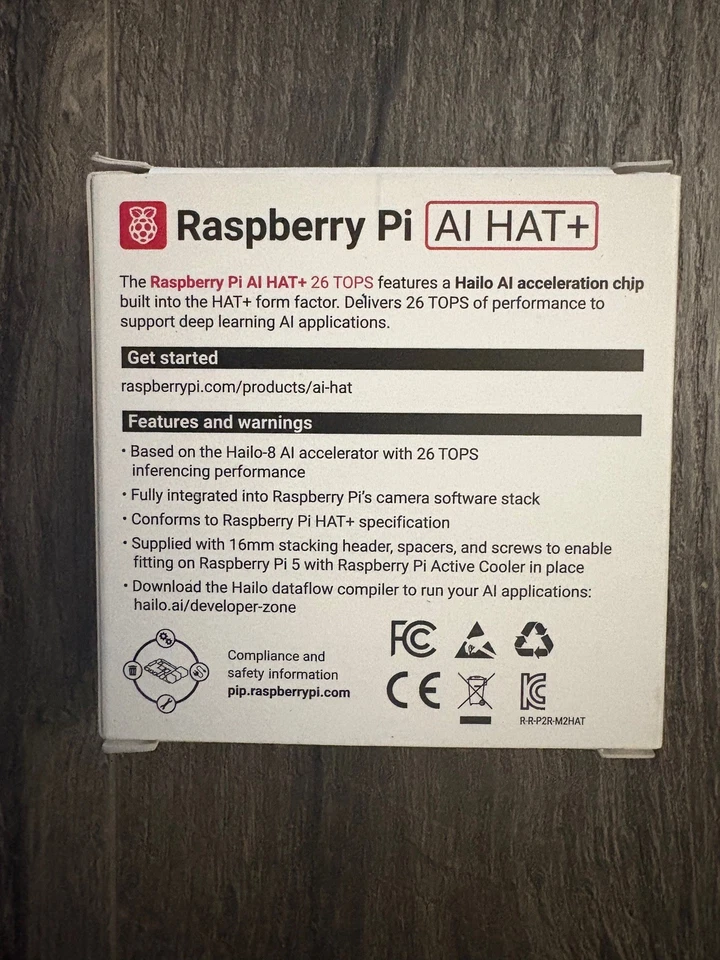 Raspberry Pi AI HAT+
The Raspberry Pi AI HAT+ 26 TOPS features a Hailo AI acceleration chip
built into the HAT+ form factor. Delivers 26 TOPS of performance to
support deep learning AI applications.
Get started
raspberrypi.com/products/ai-hat
Features and warnings
• Based on the Hailo-8 AI accelerator with 26 TOPS
inferencing performance
• Fully integrated into Raspberry Pi's camera software stack
• Conforms to Raspberry Pi HAT+ specification
• Supplied with 16mm stacking header, spacers, and screws to enable
fitting on Raspberry Pi 5 with Raspberry Pi Active Cooler in place
• Download the Hailo dataflow compiler to run your AI applications:
hailo.ai/developer-zone
Compliance and
safety information
pip.raspberrypi.com
FC
CE
KC
R-R-P2R-M2HAT